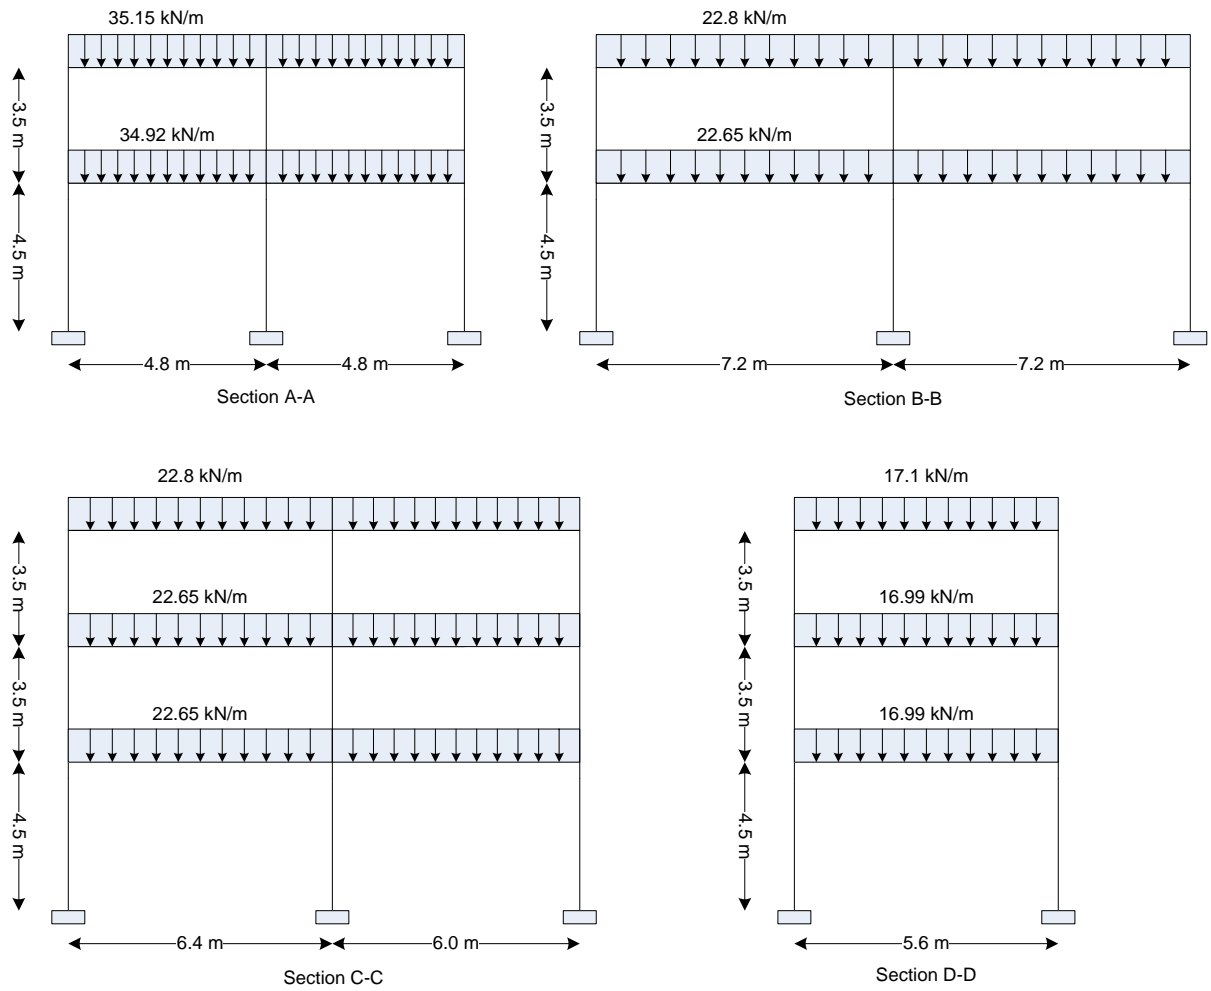 35.15 kN/m
3.5 m
34.92 kN/m
4.5 m
4.8 m
4.8 m
Section A-A
22.8 kN/m
3.5 m
22.65 kN/m
4.5 m
7.2 m
7.2 m
Section B-B
22.8 kN/m
3.5 m
22.65 kN/m
3.5 m
22.65 kN/m
4.5 m
6.4 m
6.0 m
Section C-C
17.1 kN/m
3.5 m
16.99 kN/m
3.5 m
16.99 kN/m
4.5 m
5.6 m
Section D-D